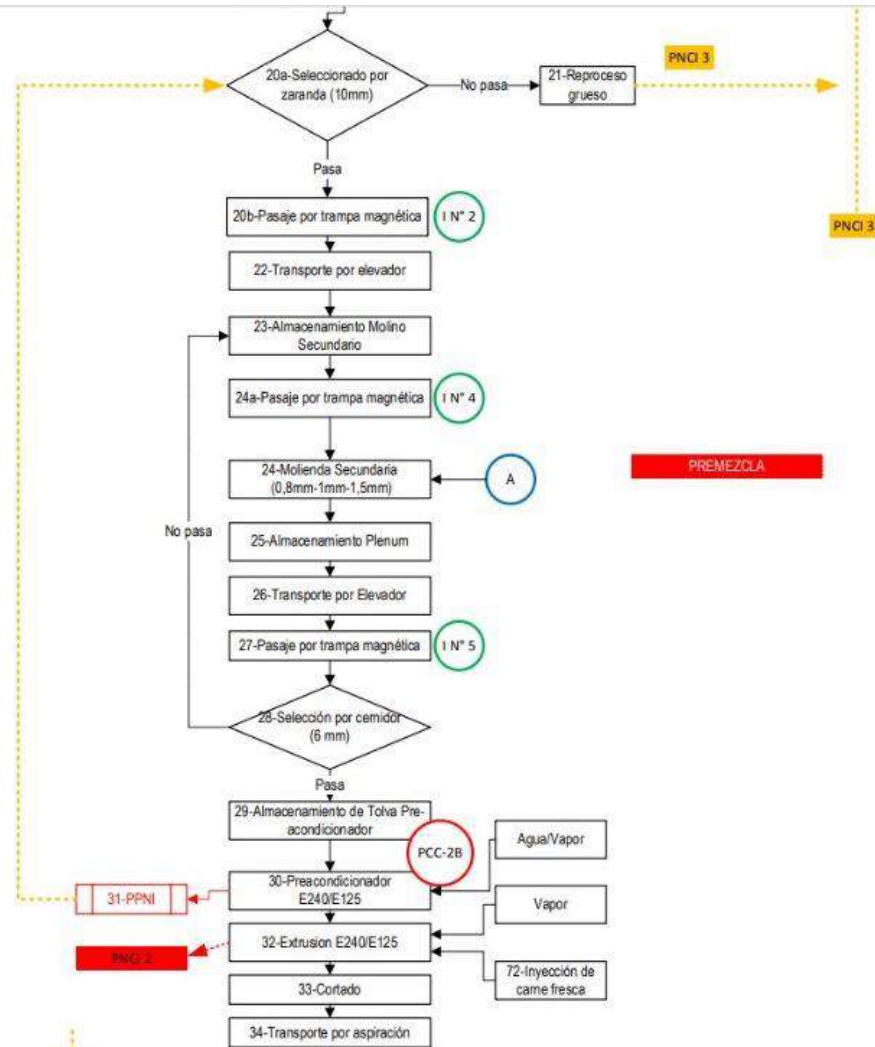 20a-Seleccionado por
zaranda (10mm)
No pasa
21-Reproceso
grueso
PNCI 3
Pasa
20b-Pasaje por trampa magnética
I N° 2
PNCI 3
22-Transporte por elevador
23-Almacenamiento Molino
Secundario
24a-Pasaje por trampa magnética
I N° 4
24-Molienda Secundaria
(0,8mm-1mm-1,5mm)
A
PREMEZCLA
No pasa
25-Almacenamiento Plenum
26-Transporte por Elevador
27-Pasaje por trampa magnética
I N° 5
28-Selección por cernidor
(6 mm)
Pasa
29-Almacenamiento de Tolva Pre-
acondicionador
PCC-2B
Agua/Vapor
30-Preacondicionador
E240/E125
31-PPNI
Vapor
32-Extrusion E240/E125
PNCI 2
72-Inyección de
carne fresca
33-Cortado
34-Transporte por aspiración